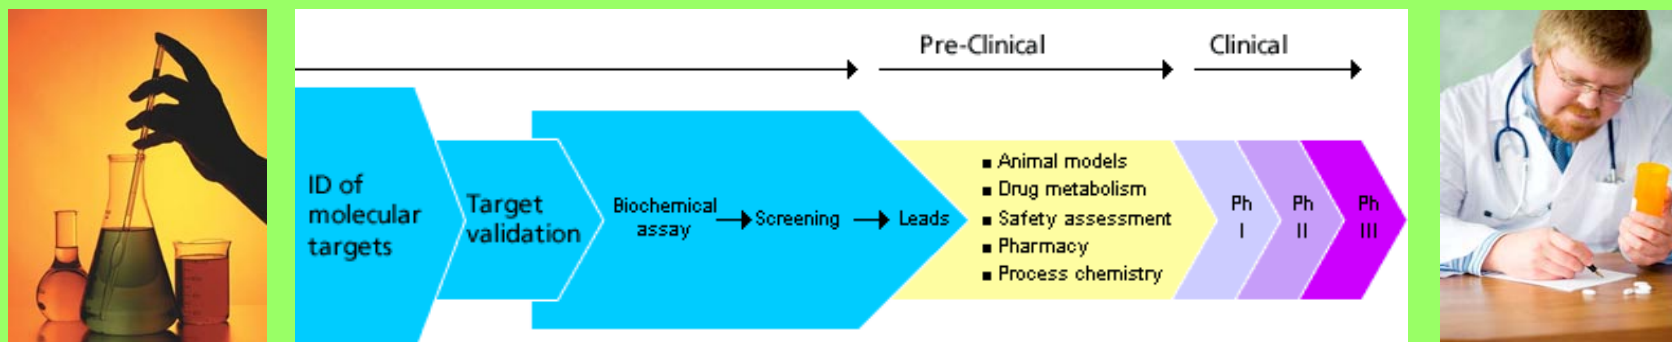 Pre-Clinical
Clinical
ID of
molecular
targets
Target
validation
Biochemical
assay
Screening
Leads
▪ Animal models
▪ Drug metabolism
▪ Safety assessment
▪ Pharmacy
▪ Process chemistry
Ph
I
Ph
II
Ph
III